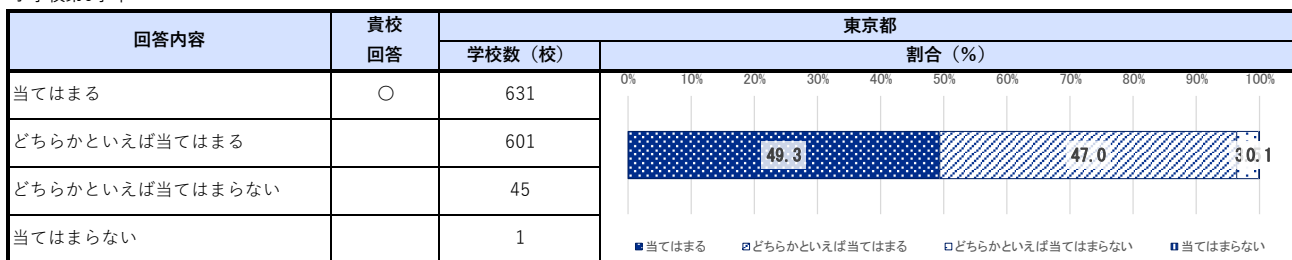 回答内容 貴校 回答 東京都
学校数（校） 割合（%）
0% 10% 20% 30% 40% 50% 60% 70% 80% 90% 100%
当てはまる ○ 631
どちらかといえば当てはまる 601
49.3 47.0 0.1
どちらかといえば当てはまらない 45
当てはまらない 1
当てはまる どちらかといえば当てはまる どちらかといえば当てはまらない 当てはまらない